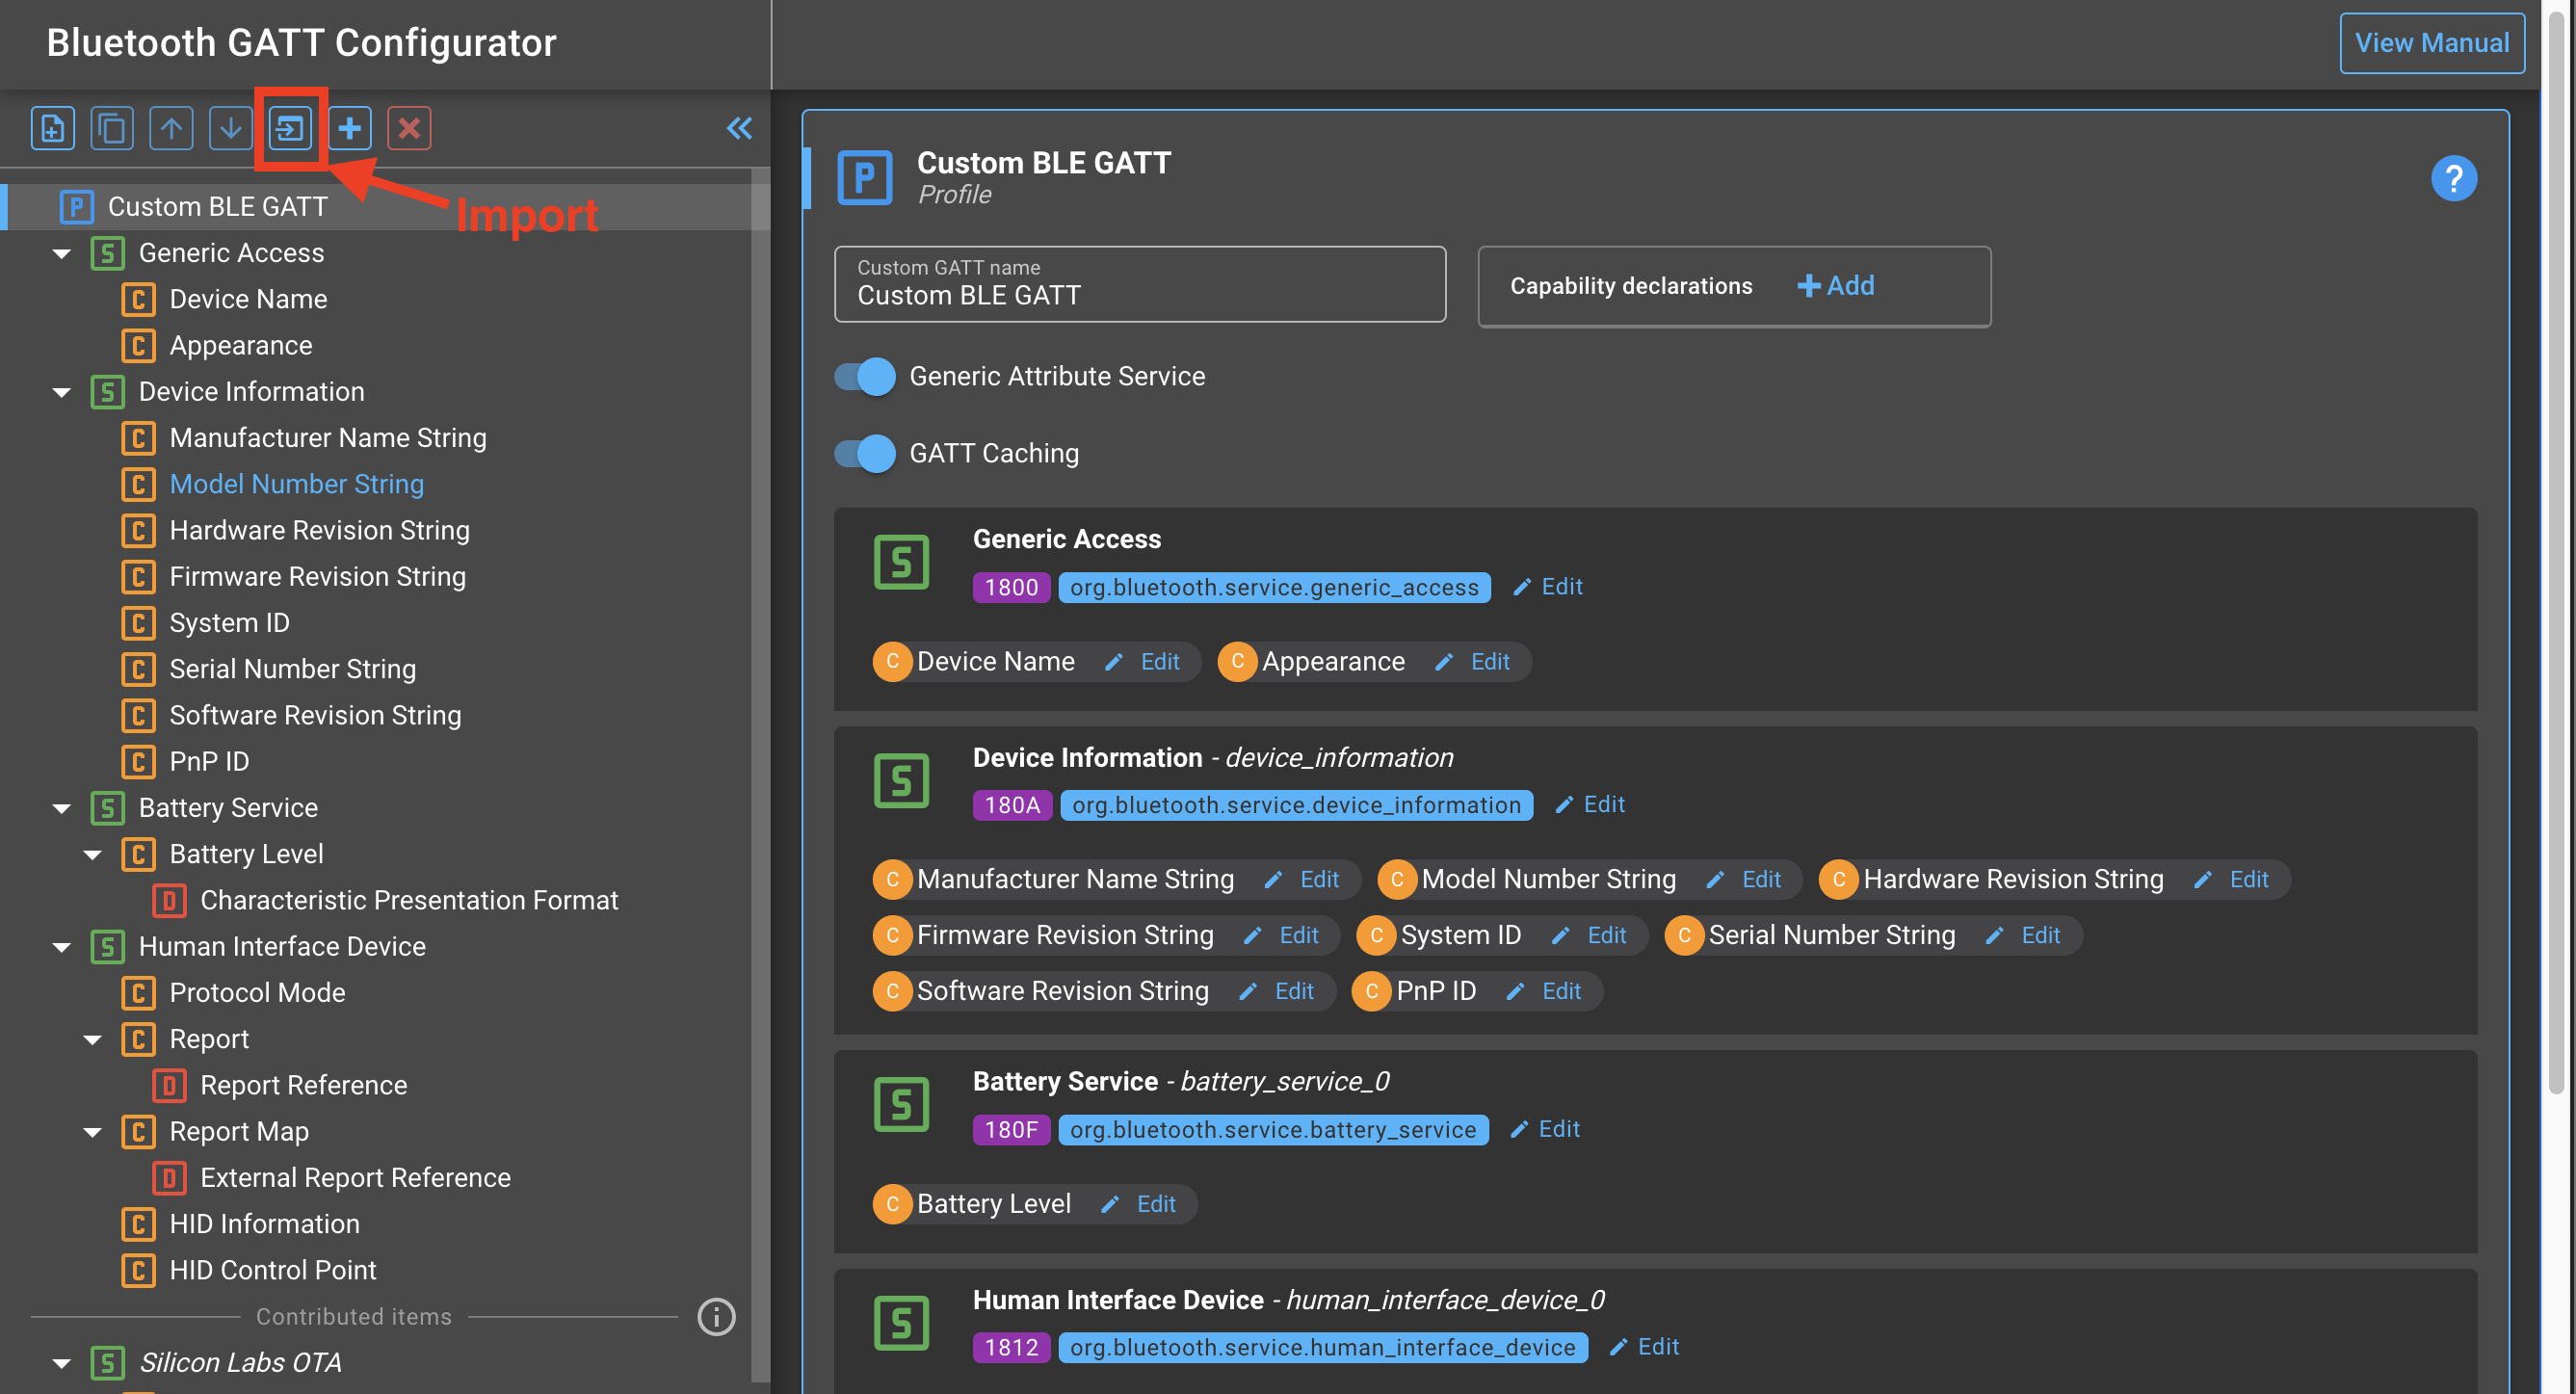 Bluetooth GATT Configurator
View Manual
Import
P Custom BLE GATT
S Generic Access
C Device Name
C Appearance
S Device Information
C Manufacturer Name String
C Model Number String
C Hardware Revision String
C Firmware Revision String
C System ID
C Serial Number String
C Software Revision String
C PnP ID
S Battery Service
C Battery Level
D Characteristic Presentation Format
S Human Interface Device
C Protocol Mode
C Report
D Report Reference
C Report Map
D External Report Reference
C HID Information
C HID Control Point
Contributed items
S Silicon Labs OTA
P Custom BLE GATT
Profile
?
Custom GATT name
Custom BLE GATT
Capability declarations Add
Generic Attribute Service
GATT Caching
S Generic Access
1800 org.bluetooth.service.generic_access Edit
C Device Name Edit C Appearance Edit
S Device Information - device_information
180A org.bluetooth.service.device_information Edit
C Manufacturer Name String Edit C Model Number String Edit C Hardware Revision String Edit
C Firmware Revision String Edit C System ID Edit C Serial Number String Edit
C Software Revision String Edit C PnP ID Edit
S Battery Service - battery_service_0
180F org.bluetooth.service.battery_service Edit
C Battery Level Edit
S Human Interface Device - human_interface_device_0
1812 org.bluetooth.service.human_interface_device Edit